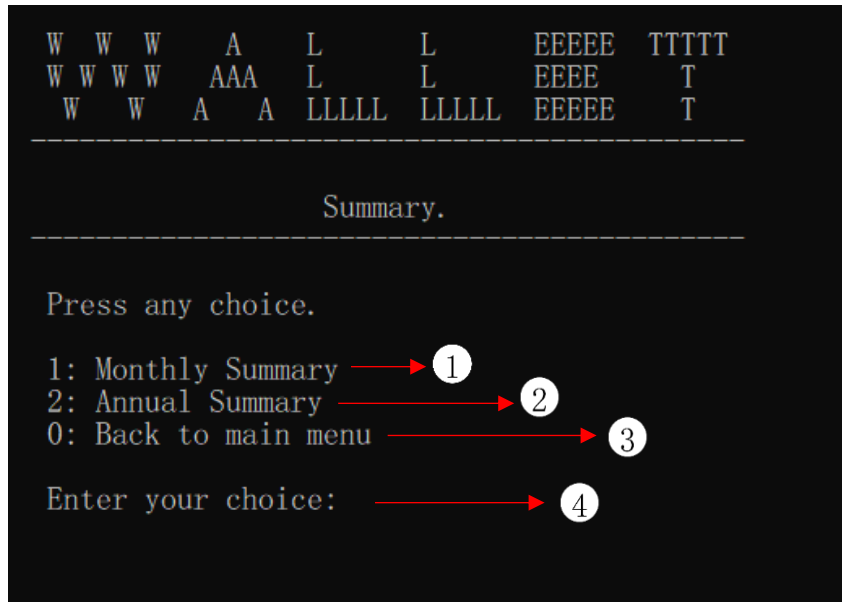 W  W  W    A    L      L      EEEEE  TTTTT
W W W W   AAA   L      L      EEEE     T
 W   W   A   A  LLLLL  LLLLL  EEEEE    T
--------------------------------------------
Summary.
--------------------------------------------
Press any choice.
1: Monthly Summary 1
2: Annual Summary 2
0: Back to main menu 3
Enter your choice: 4